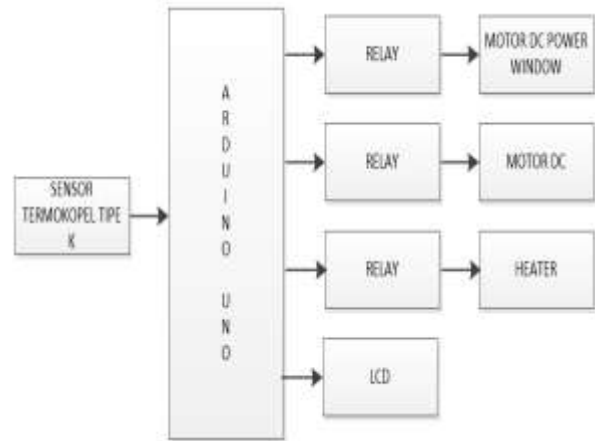 SENSOR
TERMOKOPEL TIPE
K
A
R
D
U
I
N
O
U
N
O
RELAY
MOTOR DC POWER
WINDOW
RELAY
MOTOR DC
RELAY
HEATER
LCD